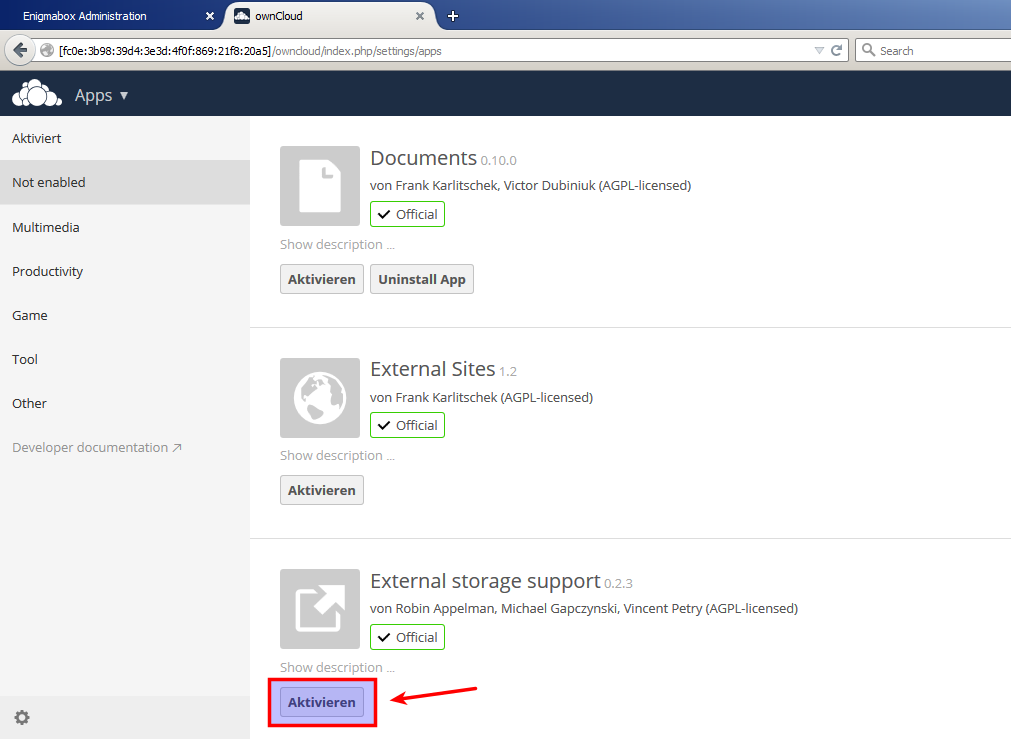 Enigmabox Administration
ownCloud
[fc0e:3b98:39d4:3e3d:4f0f:869:21f8:20a5]/owncloud/index.php/settings/apps
Search
Apps
Aktiviert
Not enabled
Multimedia
Productivity
Game
Tool
Other
Developer documentation
Documents 0.10.0
von Frank Karlitschek, Victor Dubiniuk (AGPL-licensed)
Official
Show description ...
Aktivieren Uninstall App
External Sites 1.2
von Frank Karlitschek (AGPL-licensed)
Official
Show description ...
Aktivieren
External storage support 0.2.3
von Robin Appelman, Michael Gapczynski, Vincent Petry (AGPL-licensed)
Official
Show description ...
Aktivieren